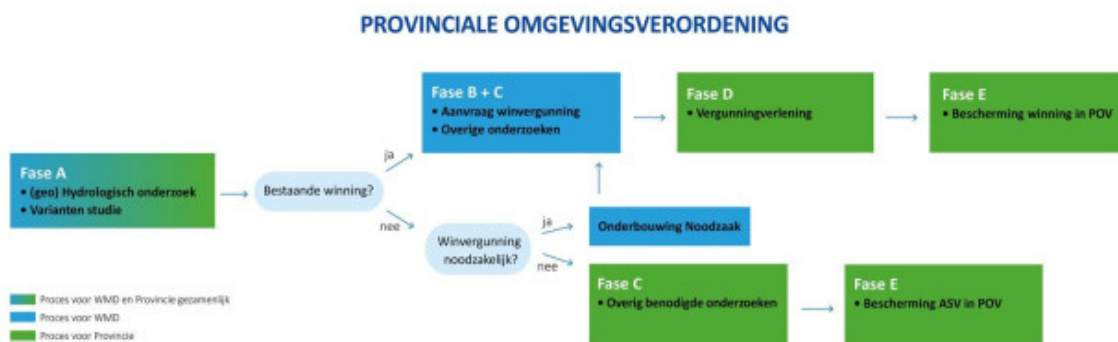 PROVINCIALE OMGEVINGSVERORDENING
Fase A
• (geo) Hydrologisch onderzoek
• Varianten studie
Bestaande winning?
ja
nee
Fase B + C
• Aanvraag winvergunning
• Overige onderzoeken
Fase D
• Vergunningverlening
Fase E
• Bescherming winning in POV
Winvergunning
noodzakelijk?
ja
nee
Onderbouwing Noodzaak
Fase C
• Overig benodigde onderzoeken
Fase E
• Bescherming ASV in POV
Proces voor WMD en Provincie gezamenlijk
Proces voor WMD
Proces voor Provincie